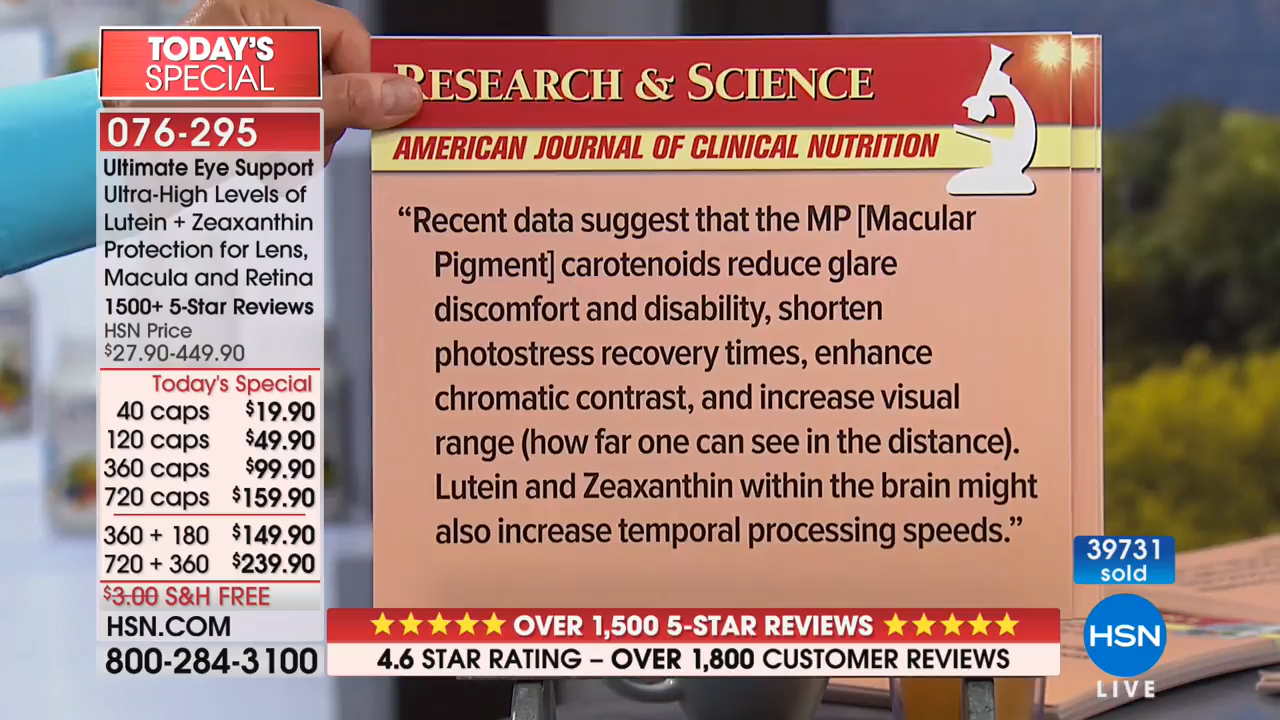 TODAY'S
SPECIAL
076-295
Ultimate Eye Support
Ultra-High Levels of
Lutein + Zeaxanthin
Protection for Lens,
Macula and Retina
1500+ 5-Star Reviews
HSN Price
$27.90-449.90
Today's Special
40 caps $19.90
120 caps $49.90
360 caps $99.90
720 caps $159.90
360 + 180 $149.90
720 + 360 $239.90
$3.00 S&H FREE
HSN.COM
800-284-3100
RESEARCH & SCIENCE
AMERICAN JOURNAL OF CLINICAL NUTRITION
“Recent data suggest that the MP [Macular
Pigment] carotenoids reduce glare
discomfort and disability, shorten
photostress recovery times, enhance
chromatic contrast, and increase visual
range (how far one can see in the distance).
Lutein and Zeaxanthin within the brain might
also increase temporal processing speeds.”
39731
sold
OVER 1,500 5-STAR REVIEWS
4.6 STAR RATING – OVER 1,800 CUSTOMER REVIEWS
HSN
LIVE